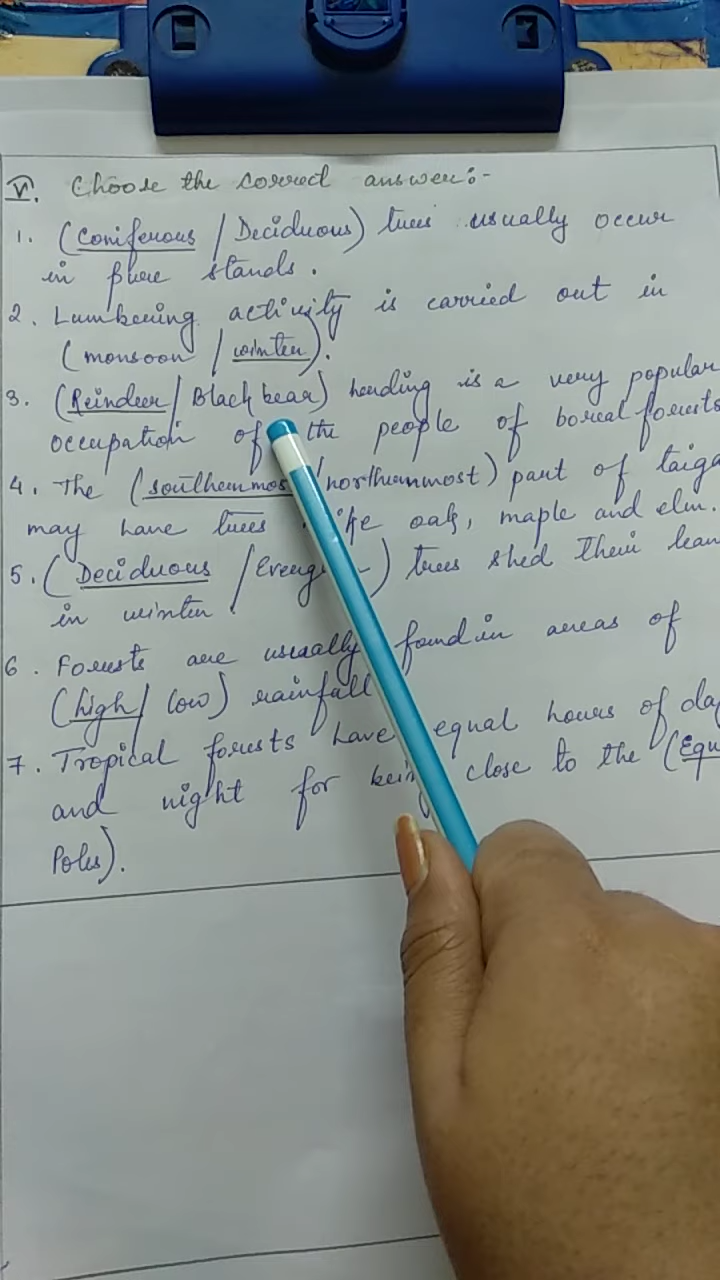 V. Choose the correct answer:-
1. (Coniferous / Deciduous) trees usually occur
in pure stands.
2. Lumbering activity is carried out in
(monsoon / winter).
3. (Reindeer / Black bear) herding is a very popular
occupation of the people of boreal forests
4. The (southernmost / northernmost) part of taiga
may have trees like oak, maple and elm.
5. (Deciduous / Everg) trees shed their leav
in winter.
6. Forests are usually found in areas of
(high / low) rainfall
7. Tropical forests have equal hours of day
and night for being close to the (Equ
Poles).